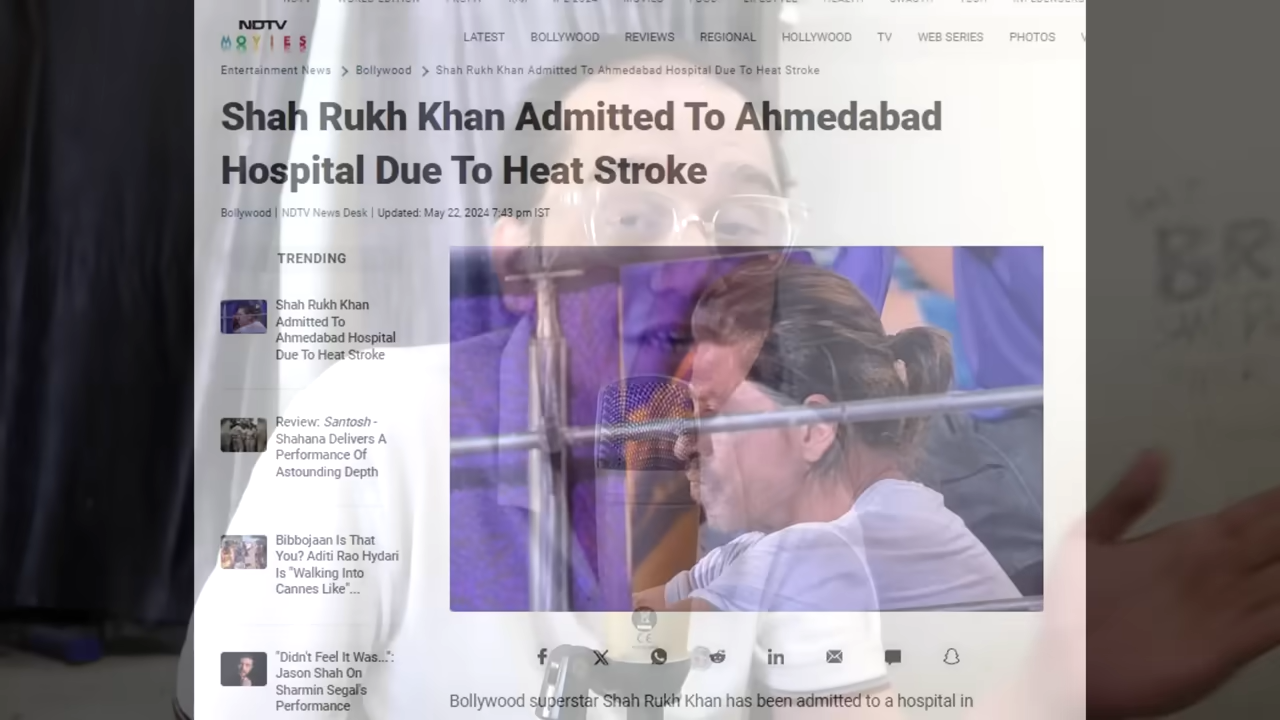 NDTV
MOVIES
LATEST BOLLYWOOD REVIEWS REGIONAL HOLLYWOOD TV WEB SERIES PHOTOS
Entertainment News > Bollywood > Shah Rukh Khan Admitted To Ahmedabad Hospital Due To Heat Stroke
Shah Rukh Khan Admitted To Ahmedabad
Hospital Due To Heat Stroke
Bollywood | NDTV News Desk | Updated: May 22, 2024 7:43 pm IST
TRENDING
Shah Rukh Khan
Admitted To
Ahmedabad Hospital
Due To Heat Stroke
Review: Santosh -
Shahana Delivers A
Performance Of
Astounding Depth
Bibbojaan Is That
You? Aditi Rao Hydari
Is "Walking Into
Cannes Like"...
"Didn't Feel It Was...":
Jason Shah On
Sharmin Segal's
Performance
CE
Bollywood superstar Shah Rukh Khan has been admitted to a hospital in